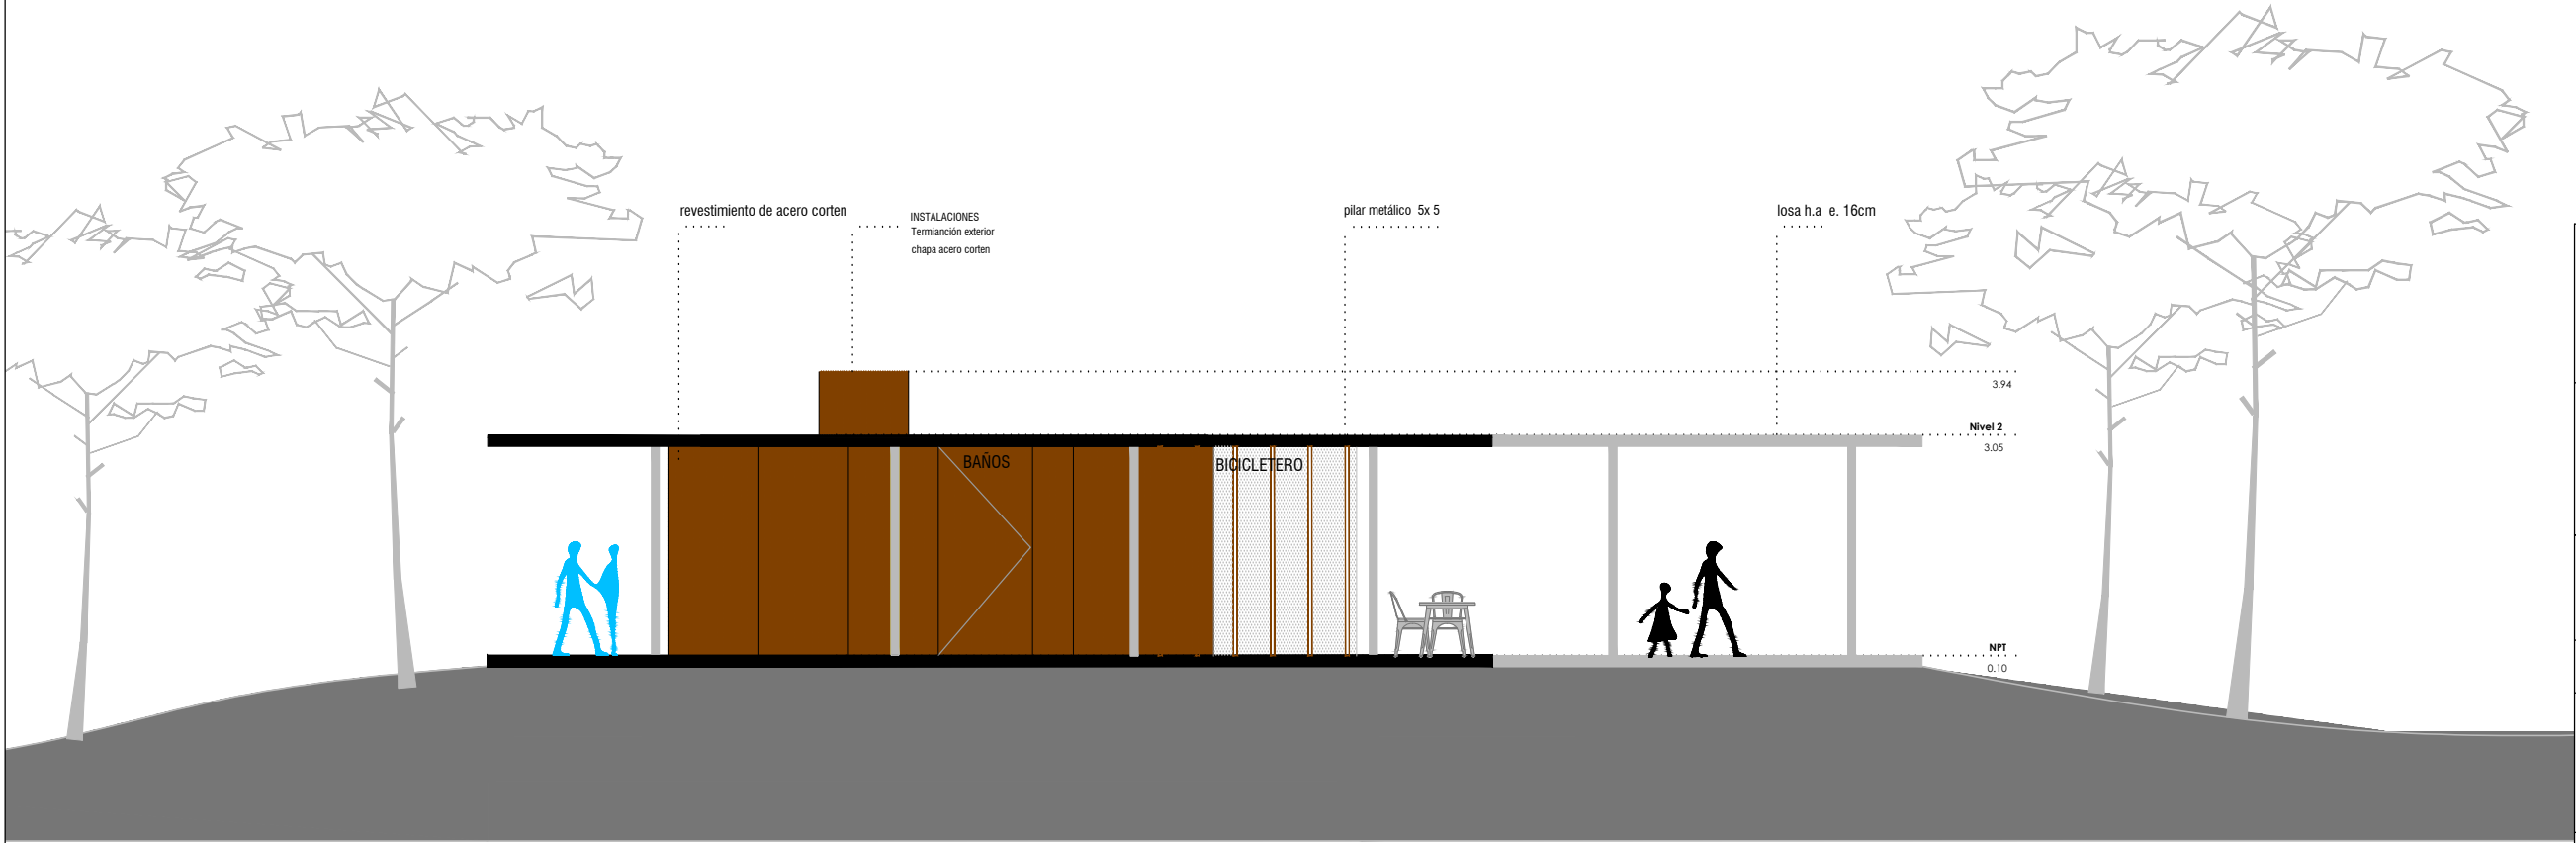 revestimiento de acero corten
INSTALACIONES
Termianción exterior
chapa acero corten
pilar metálico 5x 5
losa h.a e. 16cm
3.94
Nivel 2
3.05
BAÑOS
BICICLETERO
NPT
0.10